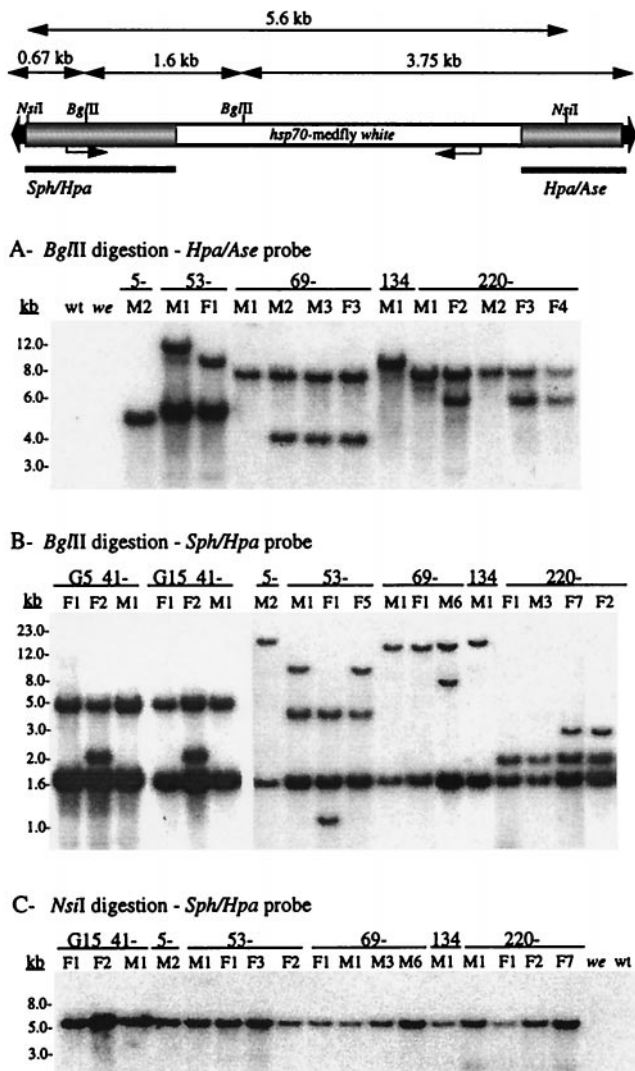 5.6 kb
0.67 kb 1.6 kb 3.75 kb
NsiI BglII BglII NsiI
hsp70-medfly white
Sph/Hpa Hpa/Ase
A- BglII digestion - Hpa/Ase probe
5- 53- 69- 134 220-
kb wt we M2 M1 F1 M1 M2 M3 F3 M1 M1 F2 M2 F3 F4
12.0-
8.0-
6.0-
4.0-
3.0-
B- BglII digestion - Sph/Hpa probe
G5 41- G15 41- 5- 53- 69- 134 220-
kb F1 F2 M1 F1 F2 M1 M2 M1 F1 F5 M1 F1 M6 M1 F1 M3 F7 F2
23.0-
12.0-
8.0-
5.0-
3.0-
2.0-
1.6-
1.0-
C- NsiI digestion - Sph/Hpa probe
G15 41- 5- 53- 69- 134 220-
kb F1 F2 M1 M2 M1 F1 F3 F2 F1 M1 M3 M6 M1 M1 F1 F2 F7 we wt
8.0-
5.0-
3.0-